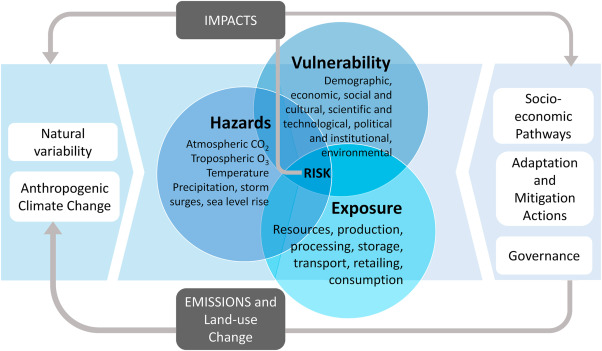 IMPACTS
Natural
variability
Anthropogenic
Climate Change
Hazards
Atmospheric CO₂
Tropospheric O₃
Temperature
Precipitation, storm
surges, sea level rise
Vulnerability
Demographic,
economic, social and
cultural, scientific and
technological, political
and institutional,
environmental
RISK
Exposure
Resources, production,
processing, storage,
transport, retailing,
consumption
Socio-
economic
Pathways
Adaptation
and
Mitigation
Actions
Governance
EMISSIONS and
Land-use
Change